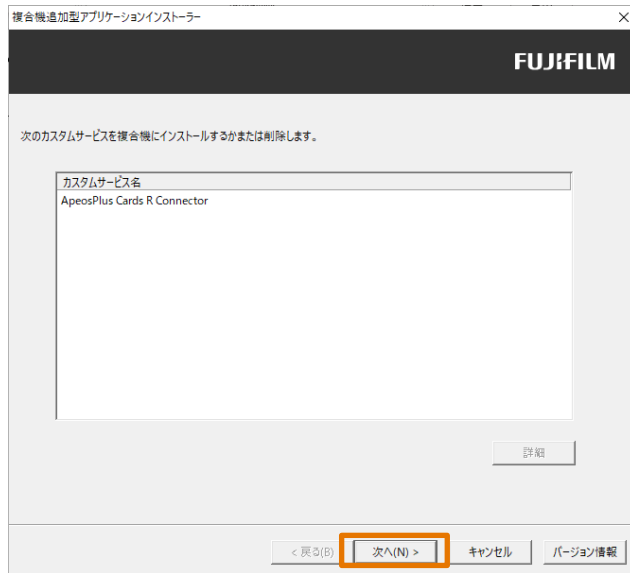 複合機追加型アプリケーションインストーラー
FUJIFILM
次のカスタムサービスを複合機にインストールするかまたは削除します。
カスタムサービス名
ApeosPlus Cards R Connector
詳細
< 戻る(B)
次へ(N) >
キャンセル
バージョン情報